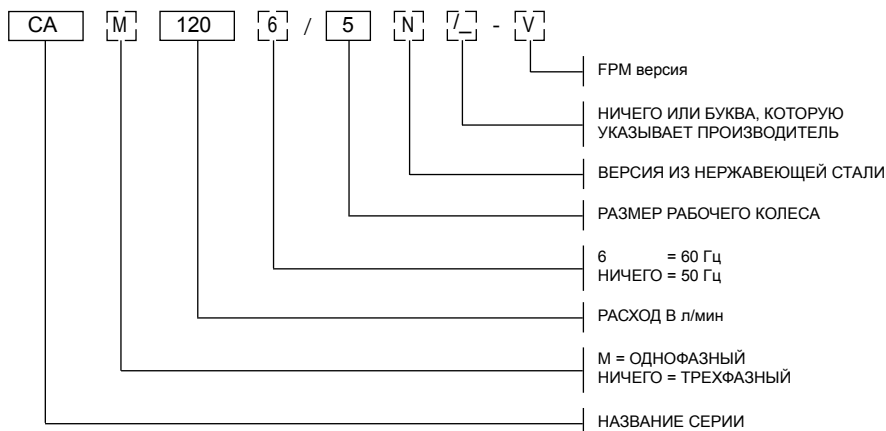 CA M 120 6 / 5 N /_ - V
FPM версия
НИЧЕГО ИЛИ БУКВА, КОТОРУЮ
УКАЗЫВАЕТ ПРОИЗВОДИТЕЛЬ
ВЕРСИЯ ИЗ НЕРЖАВЕЮЩЕЙ СТАЛИ
РАЗМЕР РАБОЧЕГО КОЛЕСА
6 = 60 Гц
НИЧЕГО = 50 Гц
РАСХОД В л/мин
М = ОДНОФАЗНЫЙ
НИЧЕГО = ТРЕХФАЗНЫЙ
НАЗВАНИЕ СЕРИИ